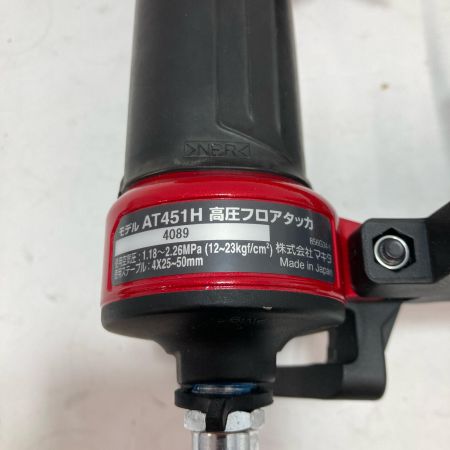 >NBR<
モデル AT451H 高圧フロアタッカ
4089
使用空気圧：1.18～2.26MPa (12~23kgf/cm²) 株式会社マキタ
適用ステープル：4X25~50mm Made in Japan